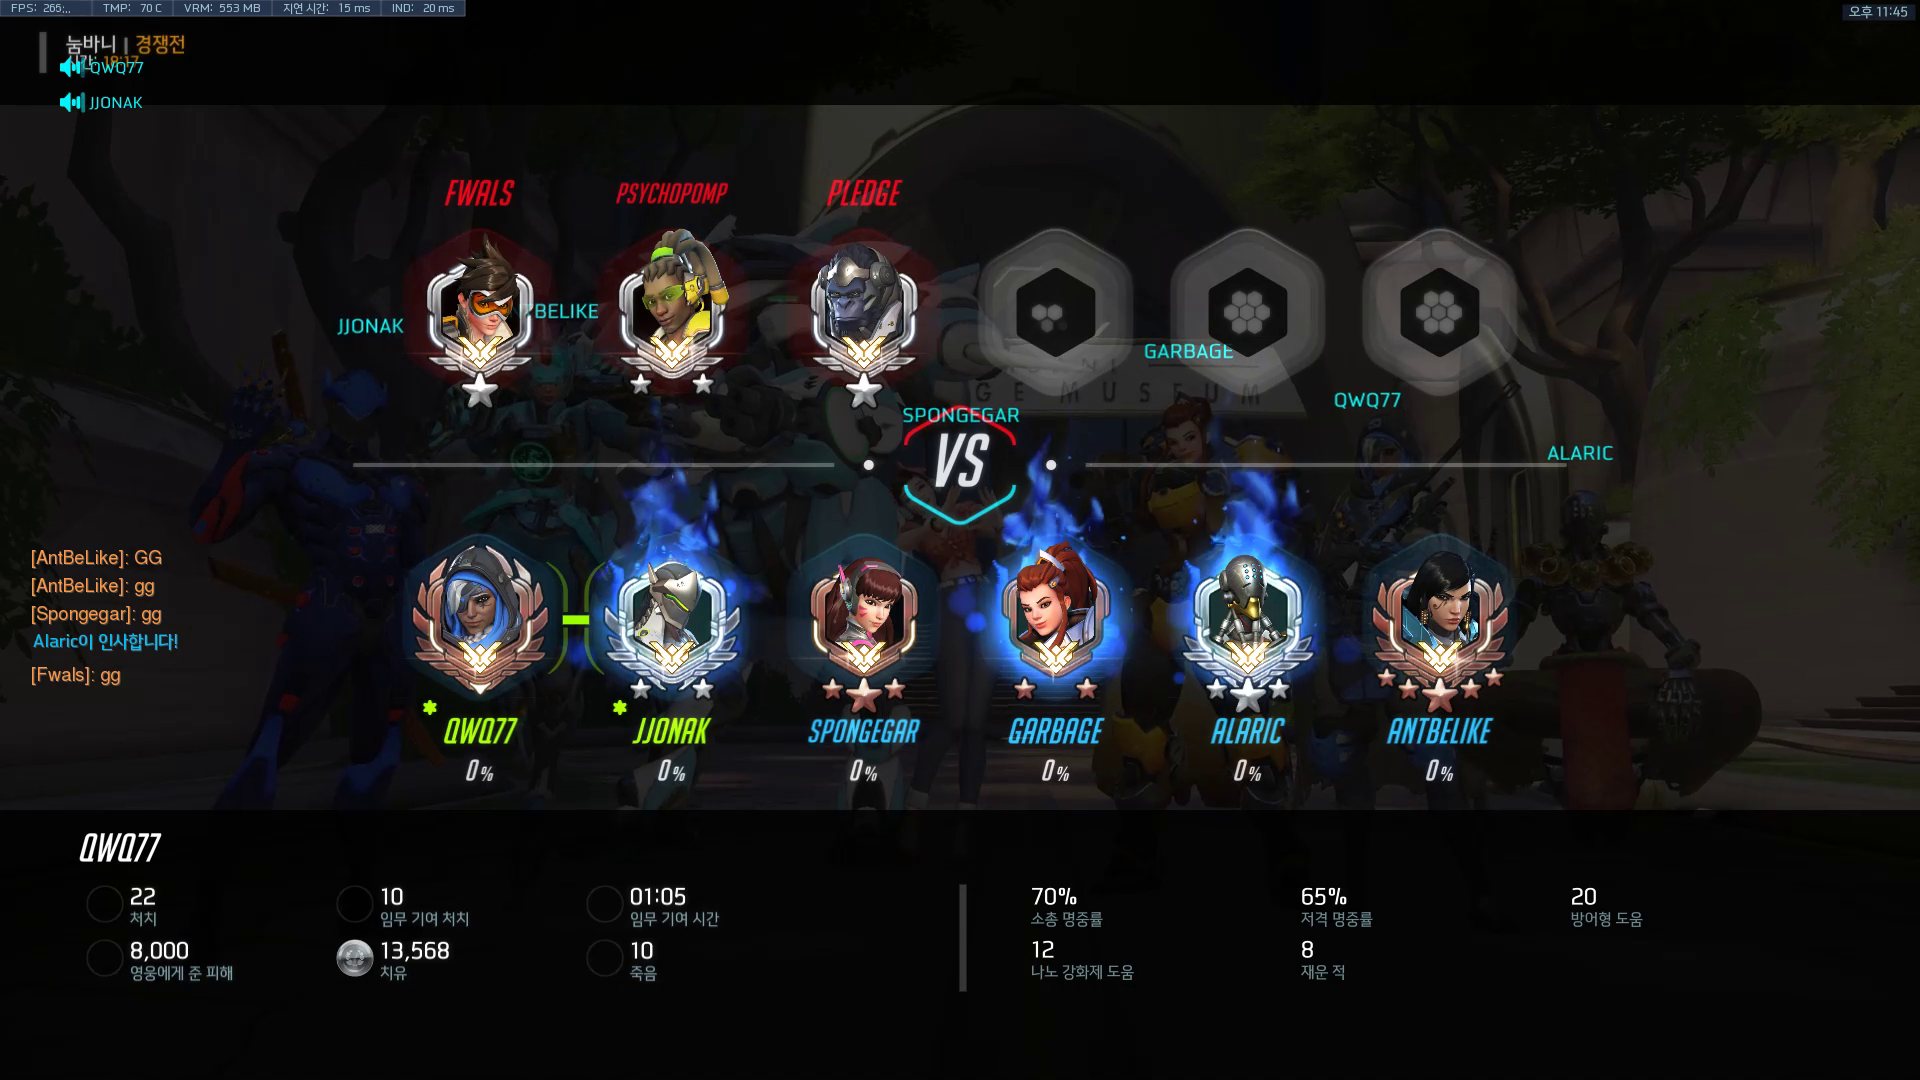 FPS: 265 TMP: 70 C VRM: 553 MB 지연 시간: 15 ms IND: 20 ms
오후 11:45
눔바니 | 경쟁전
시간: 18:17
QWQ77
JJONAK
FWALS PSYCHOPOMP PLEDGE
JJONAK BELIKE
GARBAGE
GE MUSEUM
QWQ77
SPONGEGAR
VS
ALARIC
[AntBeLike]: GG
[AntBeLike]: gg
[Spongegar]: gg
Alaric이 인사합니다!
[Fwals]: gg
QWQ77 JJONAK SPONGEGAR GARBAGE ALARIC ANTBELIKE
0% 0% 0% 0% 0% 0%
QWQ77
22 10 01:05 70% 65% 20
처치 임무 기여 처치 임무 기여 시간 소총 명중률 저격 명중률 방어형 도움
8,000 13,568 10 12 8
영웅에게 준 피해 치유 죽음 나노 강화제 도움 재운 적